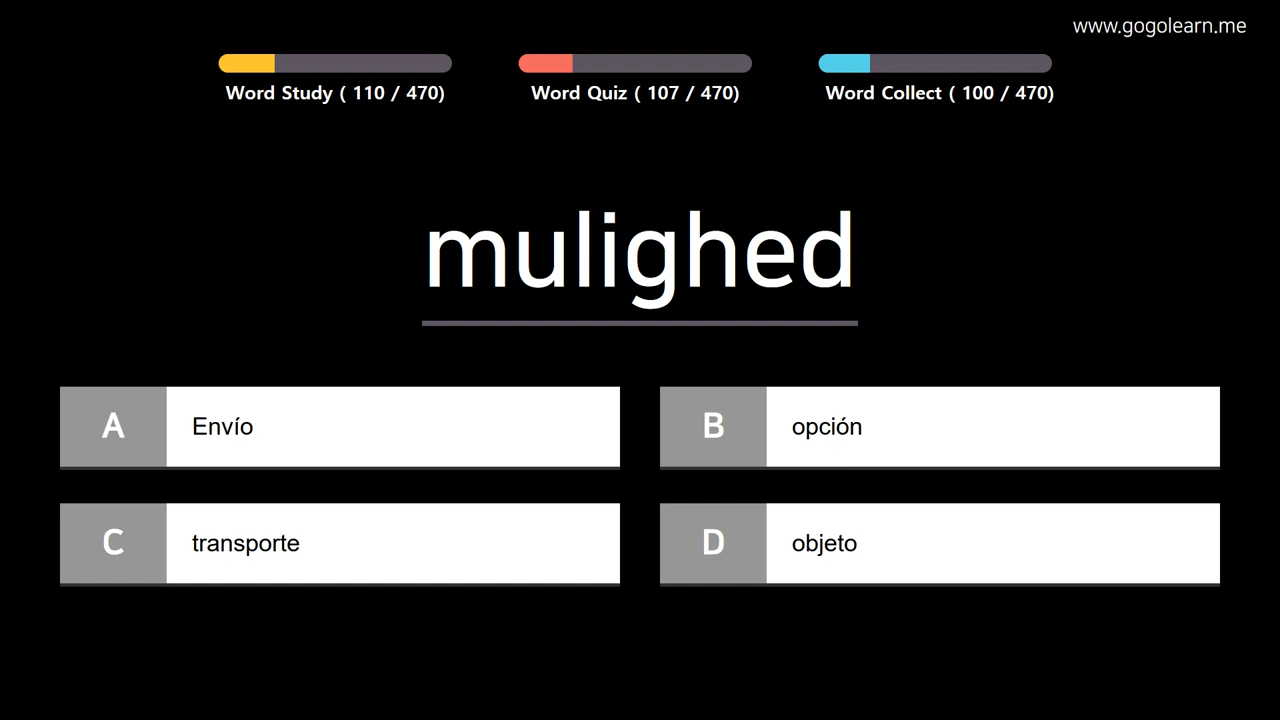 www.gogolearn.me
Word Study ( 110 / 470)
Word Quiz ( 107 / 470)
Word Collect ( 100 / 470)
mulighed
A
Envío
B
opción
C
transporte
D
objeto